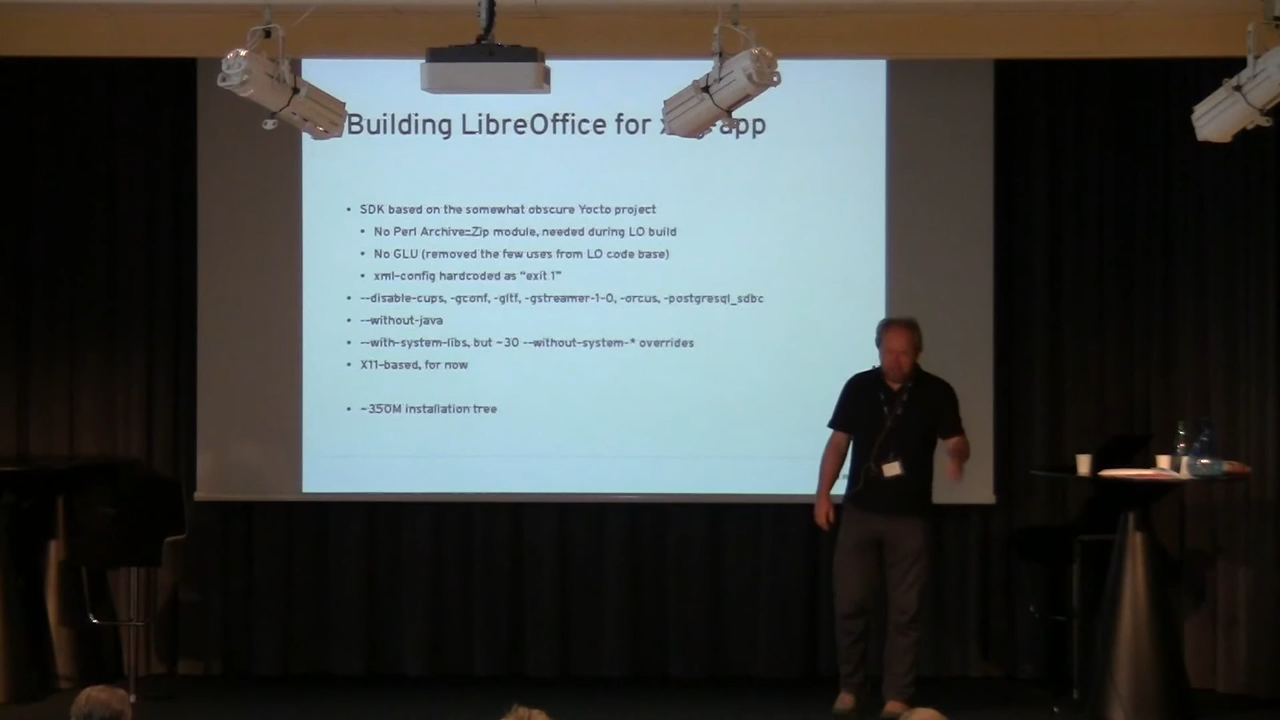 Building LibreOffice for app
• SDK based on the somewhat obscure Yocto project
• No Perl Archive::Zip module, needed during LO build
• No GLU (removed the few uses from LO code base)
• xml-config hardcoded as “exit 1”
• --disable-cups, -gconf, -gltf, -gstreamer-1-0, -orcus, -postgresql_sdbc
• --without-java
• --with-system-libs, but ~30 --without-system-* overrides
• X11-based, for now
• ~350M installation tree